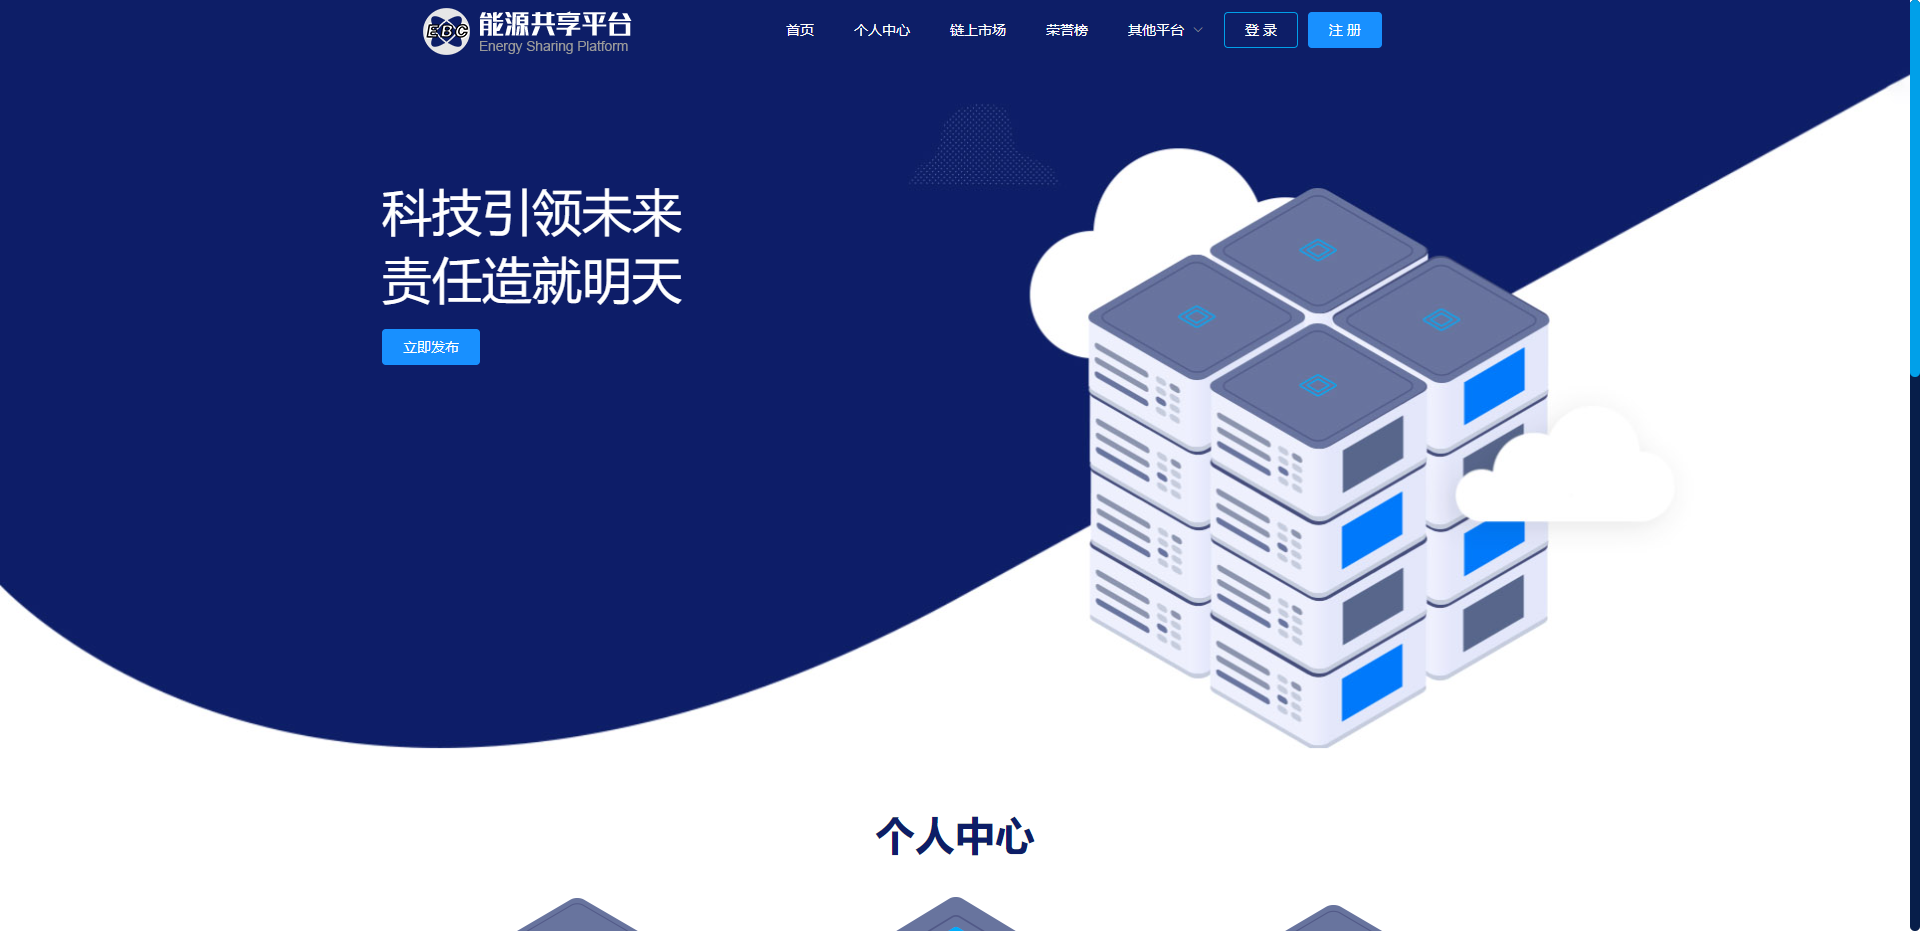 EBC
能源共享平台
Energy Sharing Platform
首页 个人中心 链上市场 荣誉榜 其他平台 登 录 注 册
科技引领未来
责任造就明天
立即发布
个人中心